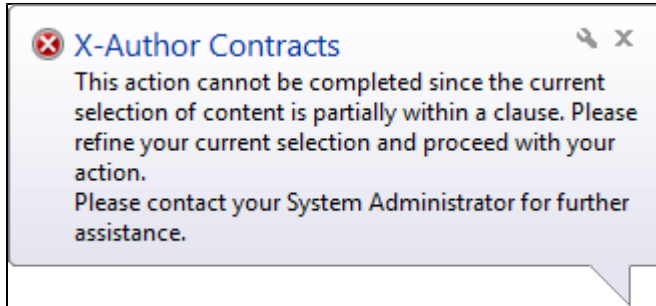 X-Author Contracts
This action cannot be completed since the current
selection of content is partially within a clause. Please
refine your current selection and proceed with your
action.
Please contact your System Administrator for further
assistance.